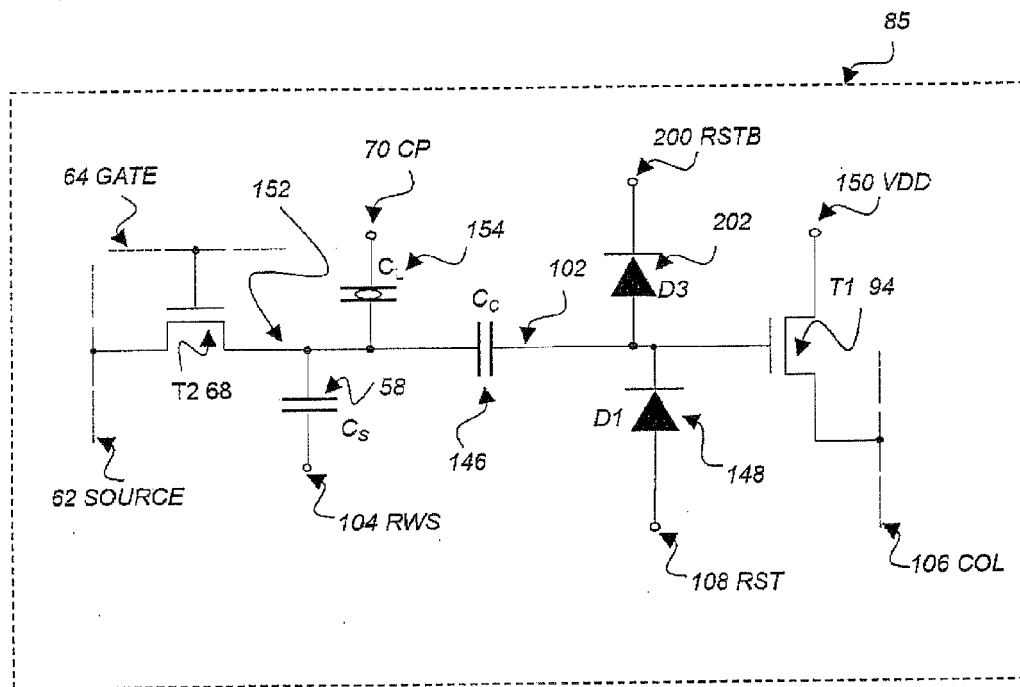 85
70 CP
200 RSTB
64 GATE
152
150 VDD
154
202
C_L
102
D3
C_C
T1 94
T2 68
58
D1
C_S
146
148
62 SOURCE
104 RWS
108 RST
106 COL